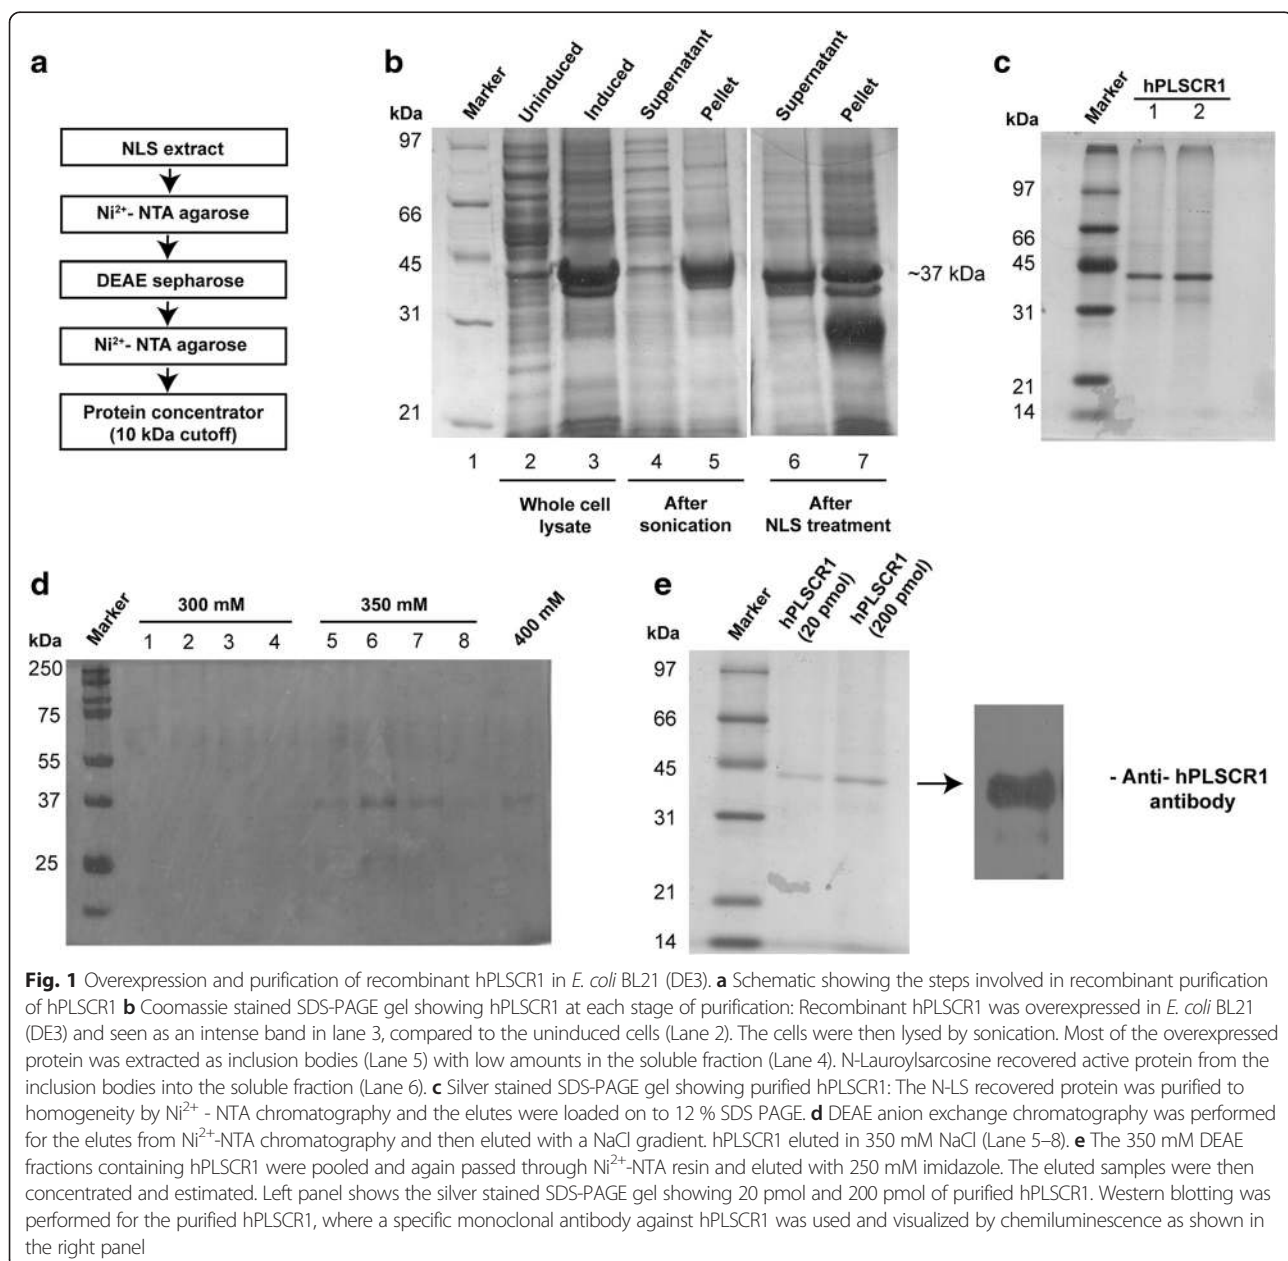 a
NLS extract
Ni2+- NTA agarose
DEAE sepharose
Ni2+- NTA agarose
Protein concentrator
(10 kDa cutoff)
b
kDa
Marker
Uninduced
Induced
Supernatant
Pellet
Supernatant
Pellet
97
66
45
31
21
~37 kDa
1 2 3 4 5 6 7
Whole cell
lysate
After
sonication
After
NLS treatment
c
kDa
Marker
hPLSCR1
1 2
97
66
45
31
21
14
d
kDa
Marker
300 mM
350 mM
400 mM
1 2 3 4 5 6 7 8
250
75
55
37
25
e
kDa
Marker
hPLSCR1
(20 pmol)
hPLSCR1
(200 pmol)
97
66
45
31
21
14
- Anti- hPLSCR1
antibody
Fig. 1 Overexpression and purification of recombinant hPLSCR1 in E. coli BL21 (DE3). a Schematic showing the steps involved in recombinant purification
of hPLSCR1 b Coomassie stained SDS-PAGE gel showing hPLSCR1 at each stage of purification: Recombinant hPLSCR1 was overexpressed in E. coli BL21
(DE3) and seen as an intense band in lane 3, compared to the uninduced cells (Lane 2). The cells were then lysed by sonication. Most of the overexpressed
protein was extracted as inclusion bodies (Lane 5) with low amounts in the soluble fraction (Lane 4). N-Lauroylsarcosine recovered active protein from the
inclusion bodies into the soluble fraction (Lane 6). c Silver stained SDS-PAGE gel showing purified hPLSCR1: The N-LS recovered protein was purified to
homogeneity by Ni2+ - NTA chromatography and the elutes were loaded on to 12 % SDS PAGE. d DEAE anion exchange chromatography was performed
for the elutes from Ni2+-NTA chromatography and then eluted with a NaCl gradient. hPLSCR1 eluted in 350 mM NaCl (Lane 5–8). e The 350 mM DEAE
fractions containing hPLSCR1 were pooled and again passed through Ni2+-NTA resin and eluted with 250 mM imidazole. The eluted samples were then
concentrated and estimated. Left panel shows the silver stained SDS-PAGE gel showing 20 pmol and 200 pmol of purified hPLSCR1. Western blotting was
performed for the purified hPLSCR1, where a specific monoclonal antibody against hPLSCR1 was used and visualized by chemiluminescence as shown in
the right panel